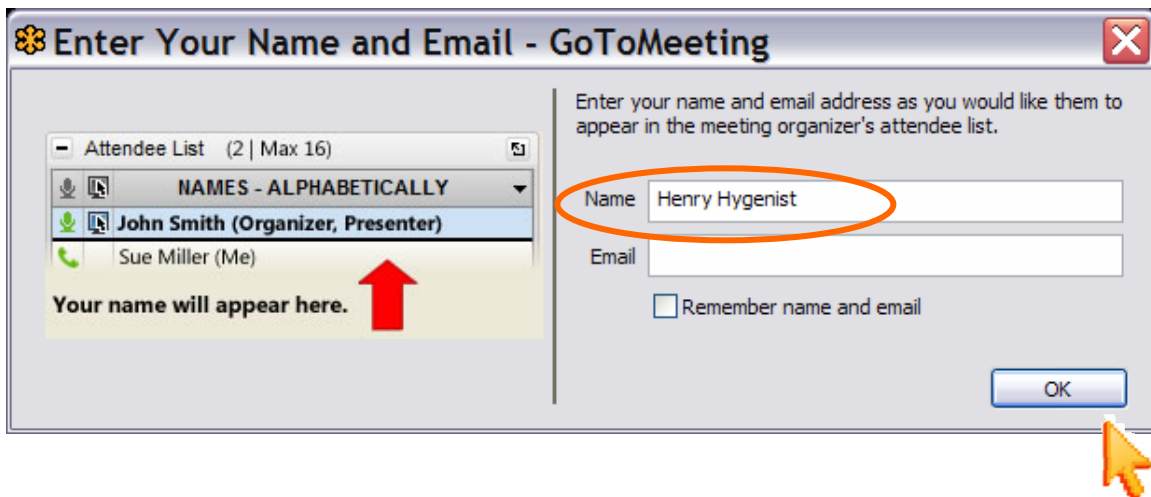 Enter Your Name and Email - GoToMeeting
Attendee List (2 | Max 16)
NAMES - ALPHABETICALLY
John Smith (Organizer, Presenter)
Sue Miller (Me)
Your name will appear here.
Enter your name and email address as you would like them to
appear in the meeting organizer's attendee list.
Name Henry Hygenist
Email
Remember name and email
OK